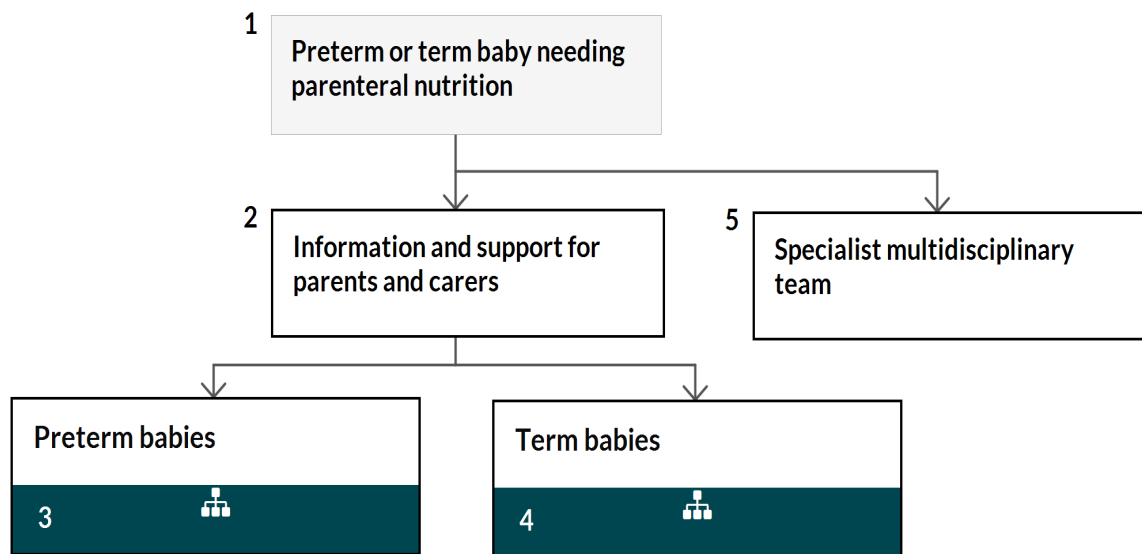 1
Preterm or term baby needing
parenteral nutrition
2
Information and support for
parents and carers
5
Specialist multidisciplinary
team
Preterm babies
3
Term babies
4